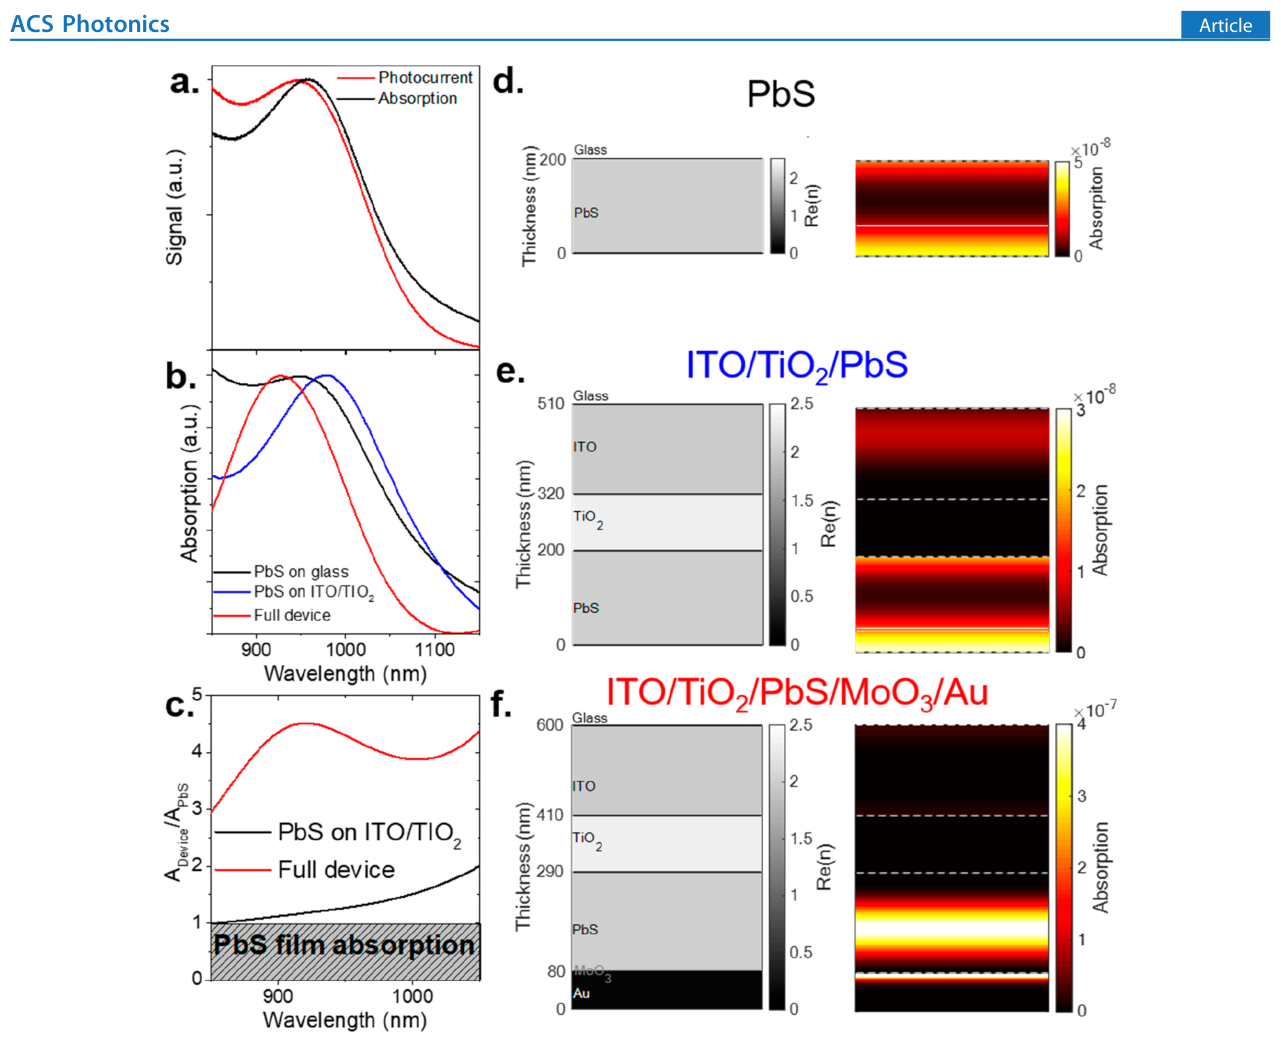 ACS Photonics
Article
a.
Photocurrent
Absorption
Signal (a.u.)
b.
Absorption (a.u.)
PbS on glass
PbS on ITO/TIO2
Full device
900 1000 1100
Wavelength (nm)
c.
5
4
3
2
1
0
A_Device/A_PbS
PbS on ITO/TIO2
Full device
PbS film absorption
900 1000
Wavelength (nm)
d.
PbS
Glass
200
0
Thickness (nm)
PbS
2
1
0
Re(n)
×10-8
5
0
Absorpiton
e.
ITO/TiO2/PbS
Glass
510
320
200
0
Thickness (nm)
ITO
TiO2
PbS
2.5
2
1.5
1
0.5
0
Re(n)
×10-8
3
2
1
0
Absorption
f.
ITO/TiO2/PbS/MoO3/Au
Glass
600
410
290
80
0
Thickness (nm)
ITO
TiO2
PbS
MoO3
Au
2.5
2
1.5
1
0.5
0
Re(n)
×10-7
4
3
2
1
0
Absorption